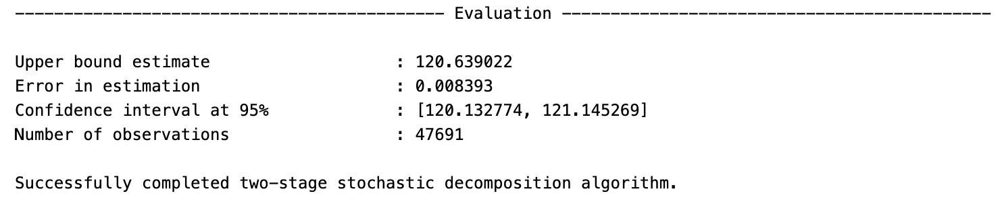 -------------------------------------------- Evaluation --------------------------------------------
Upper bound estimate : 120.639022
Error in estimation : 0.008393
Confidence interval at 95% : [120.132774, 121.145269]
Number of observations : 47691
Successfully completed two-stage stochastic decomposition algorithm.